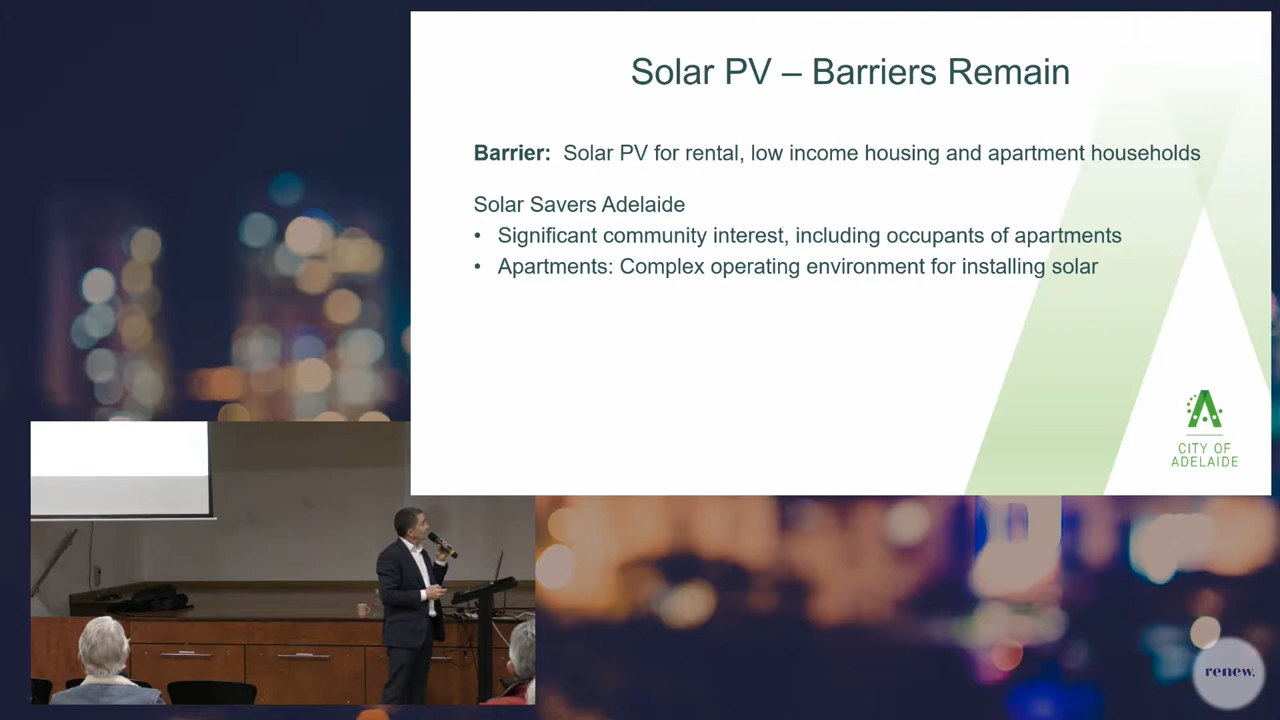 Solar PV – Barriers Remain
Barrier: Solar PV for rental, low income housing and apartment households
Solar Savers Adelaide
• Significant community interest, including occupants of apartments
• Apartments: Complex operating environment for installing solar
CITY OF
ADELAIDE
renew.